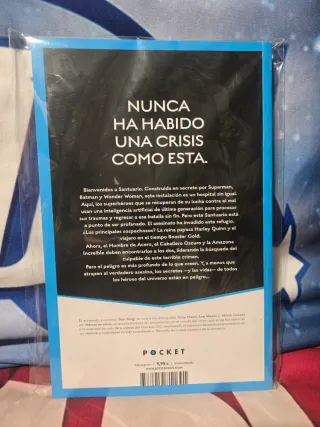 NUNCA
HA HABIDO
UNA CRISIS
COMO ESTA.
Bienvenidos a Santuario. Construida en secreto por Superman,
Batman y Wonder Woman, esta instalación es un hospital sin igual.
Aquí, los superhéroes que se recuperan de su lucha contra el mal
usan una inteligencia artificial de última generación para procesar
sus traumas y regresar a esa batalla sin fin. Pero este Santuario está
a punto de ser profanado. El asesinato ha invadido este refugio.
¿Los principales sospechosos? La reina payasa Harley Quinn y el
viajero en el tiempo Booster Gold.
Ahora, el Hombre de Acero, el Caballero Oscuro y la Amazona
Increíble deben encontrarlos a los dos, liderando la búsqueda del
culpable de este terrible crimen.
Pero el peligro es más profundo de lo que creen. Y, a menos que
atrapen al verdadero asesino, los secretos —y las vidas— de todos
los héroes del universo están en peligro...
POCKET
9,95 €